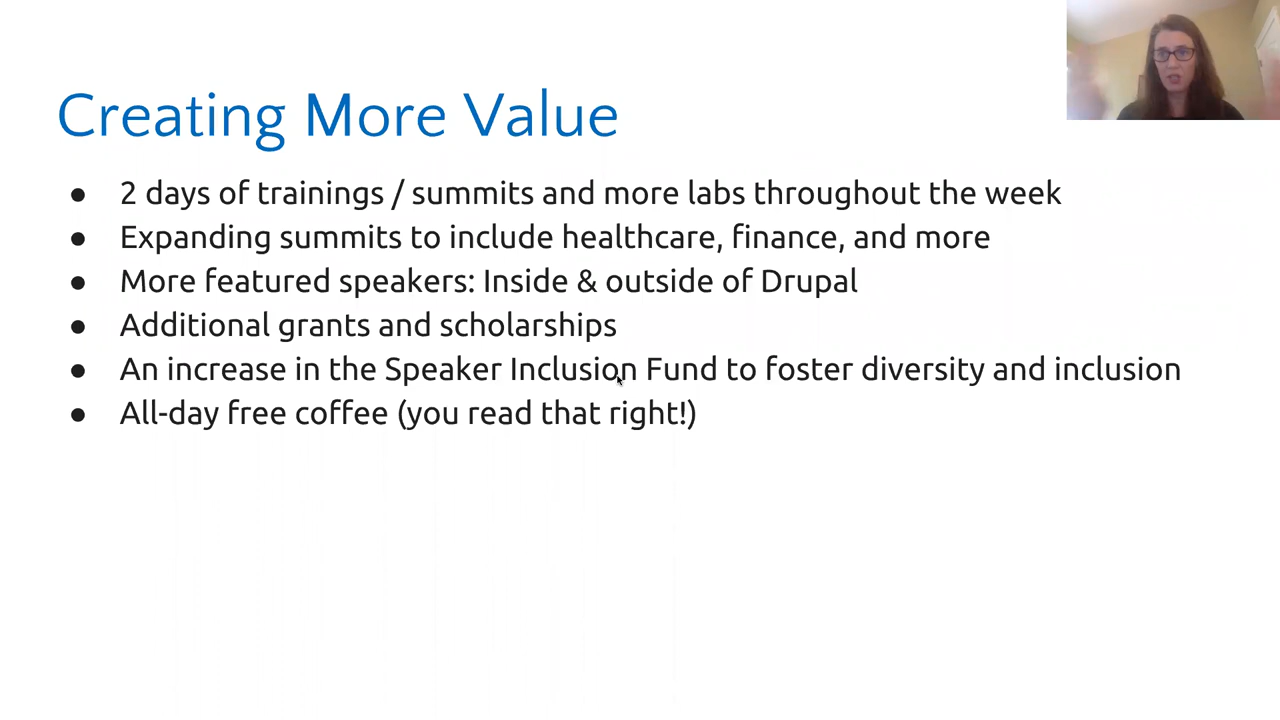 Creating More Value
● 2 days of trainings / summits and more labs throughout the week
● Expanding summits to include healthcare, finance, and more
● More featured speakers: Inside & outside of Drupal
● Additional grants and scholarships
● An increase in the Speaker Inclusion Fund to foster diversity and inclusion
● All-day free coffee (you read that right!)